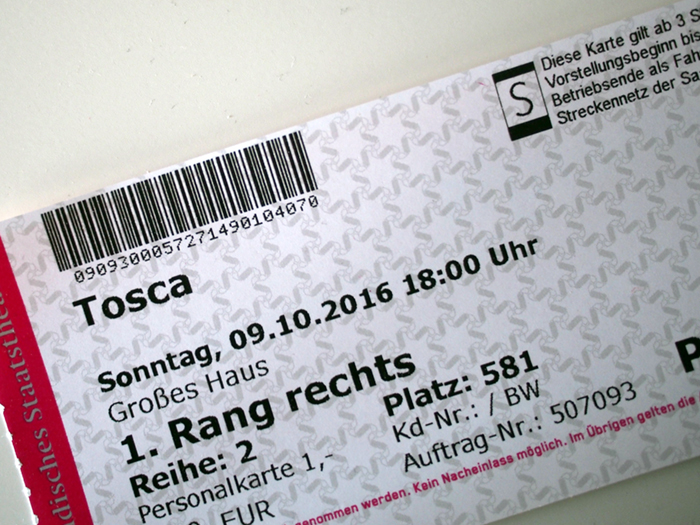 S
Diese Karte gilt ab 3 S
Vorstellungsbeginn bis
Betriebsende als Fah
Streckennetz der Sa
0909300057271490104070
Tosca
Sonntag, 09.10.2016 18:00 Uhr
Großes Haus
1. Rang rechts
Reihe: 2
Platz: 581
Personalkarte 1,-
Kd-Nr.: / BW
EUR
Auftrag-Nr.: 507093
P
enommen werden. Kein Nacheinlass möglich. Im Übrigen gelten die
disches Staatsthea